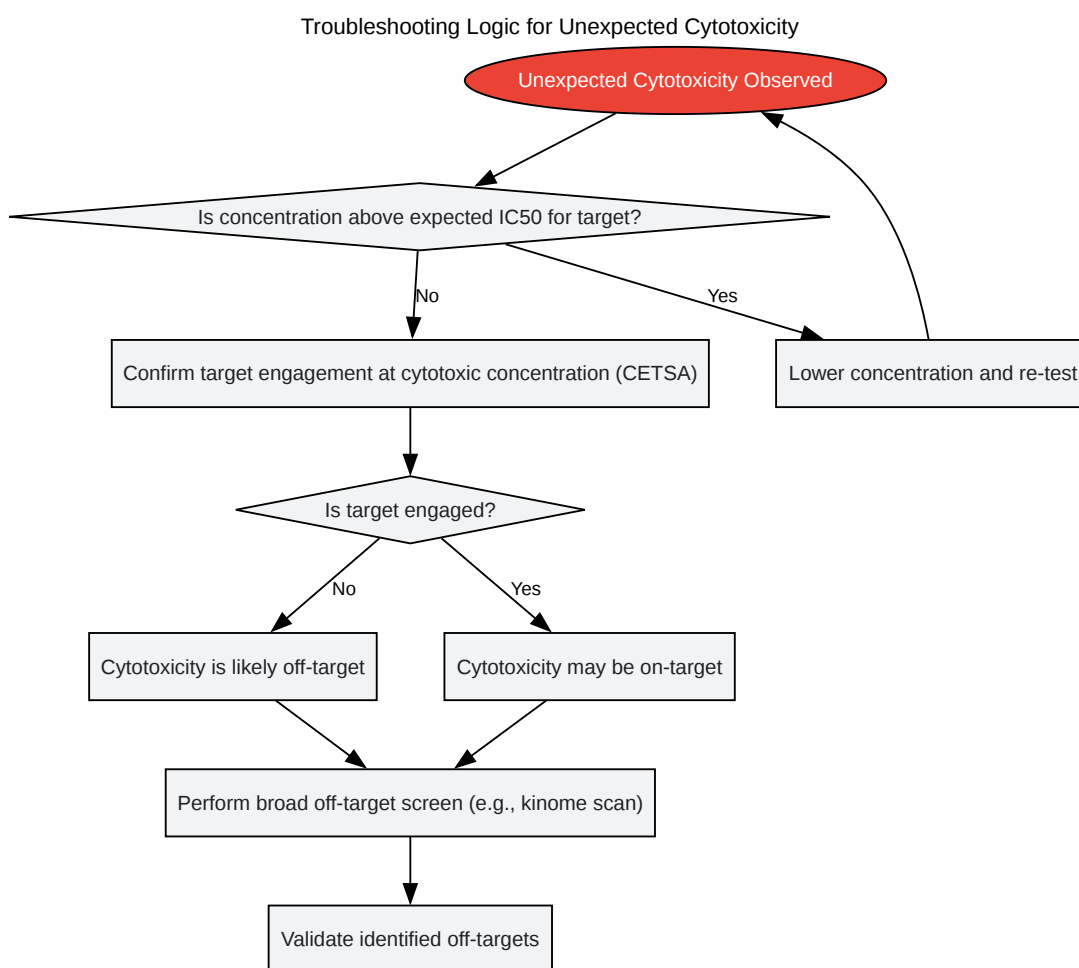 Troubleshooting Logic for Unexpected Cytotoxicity
Unexpected Cytotoxicity Observed
Is concentration above expected IC50 for target?
No
Yes
Confirm target engagement at cytotoxic concentration (CETSA)
Lower concentration and re-test
Is target engaged?
No
Yes
Cytotoxicity is likely off-target
Cytotoxicity may be on-target
Perform broad off-target screen (e.g., kinome scan)
Validate identified off-targets